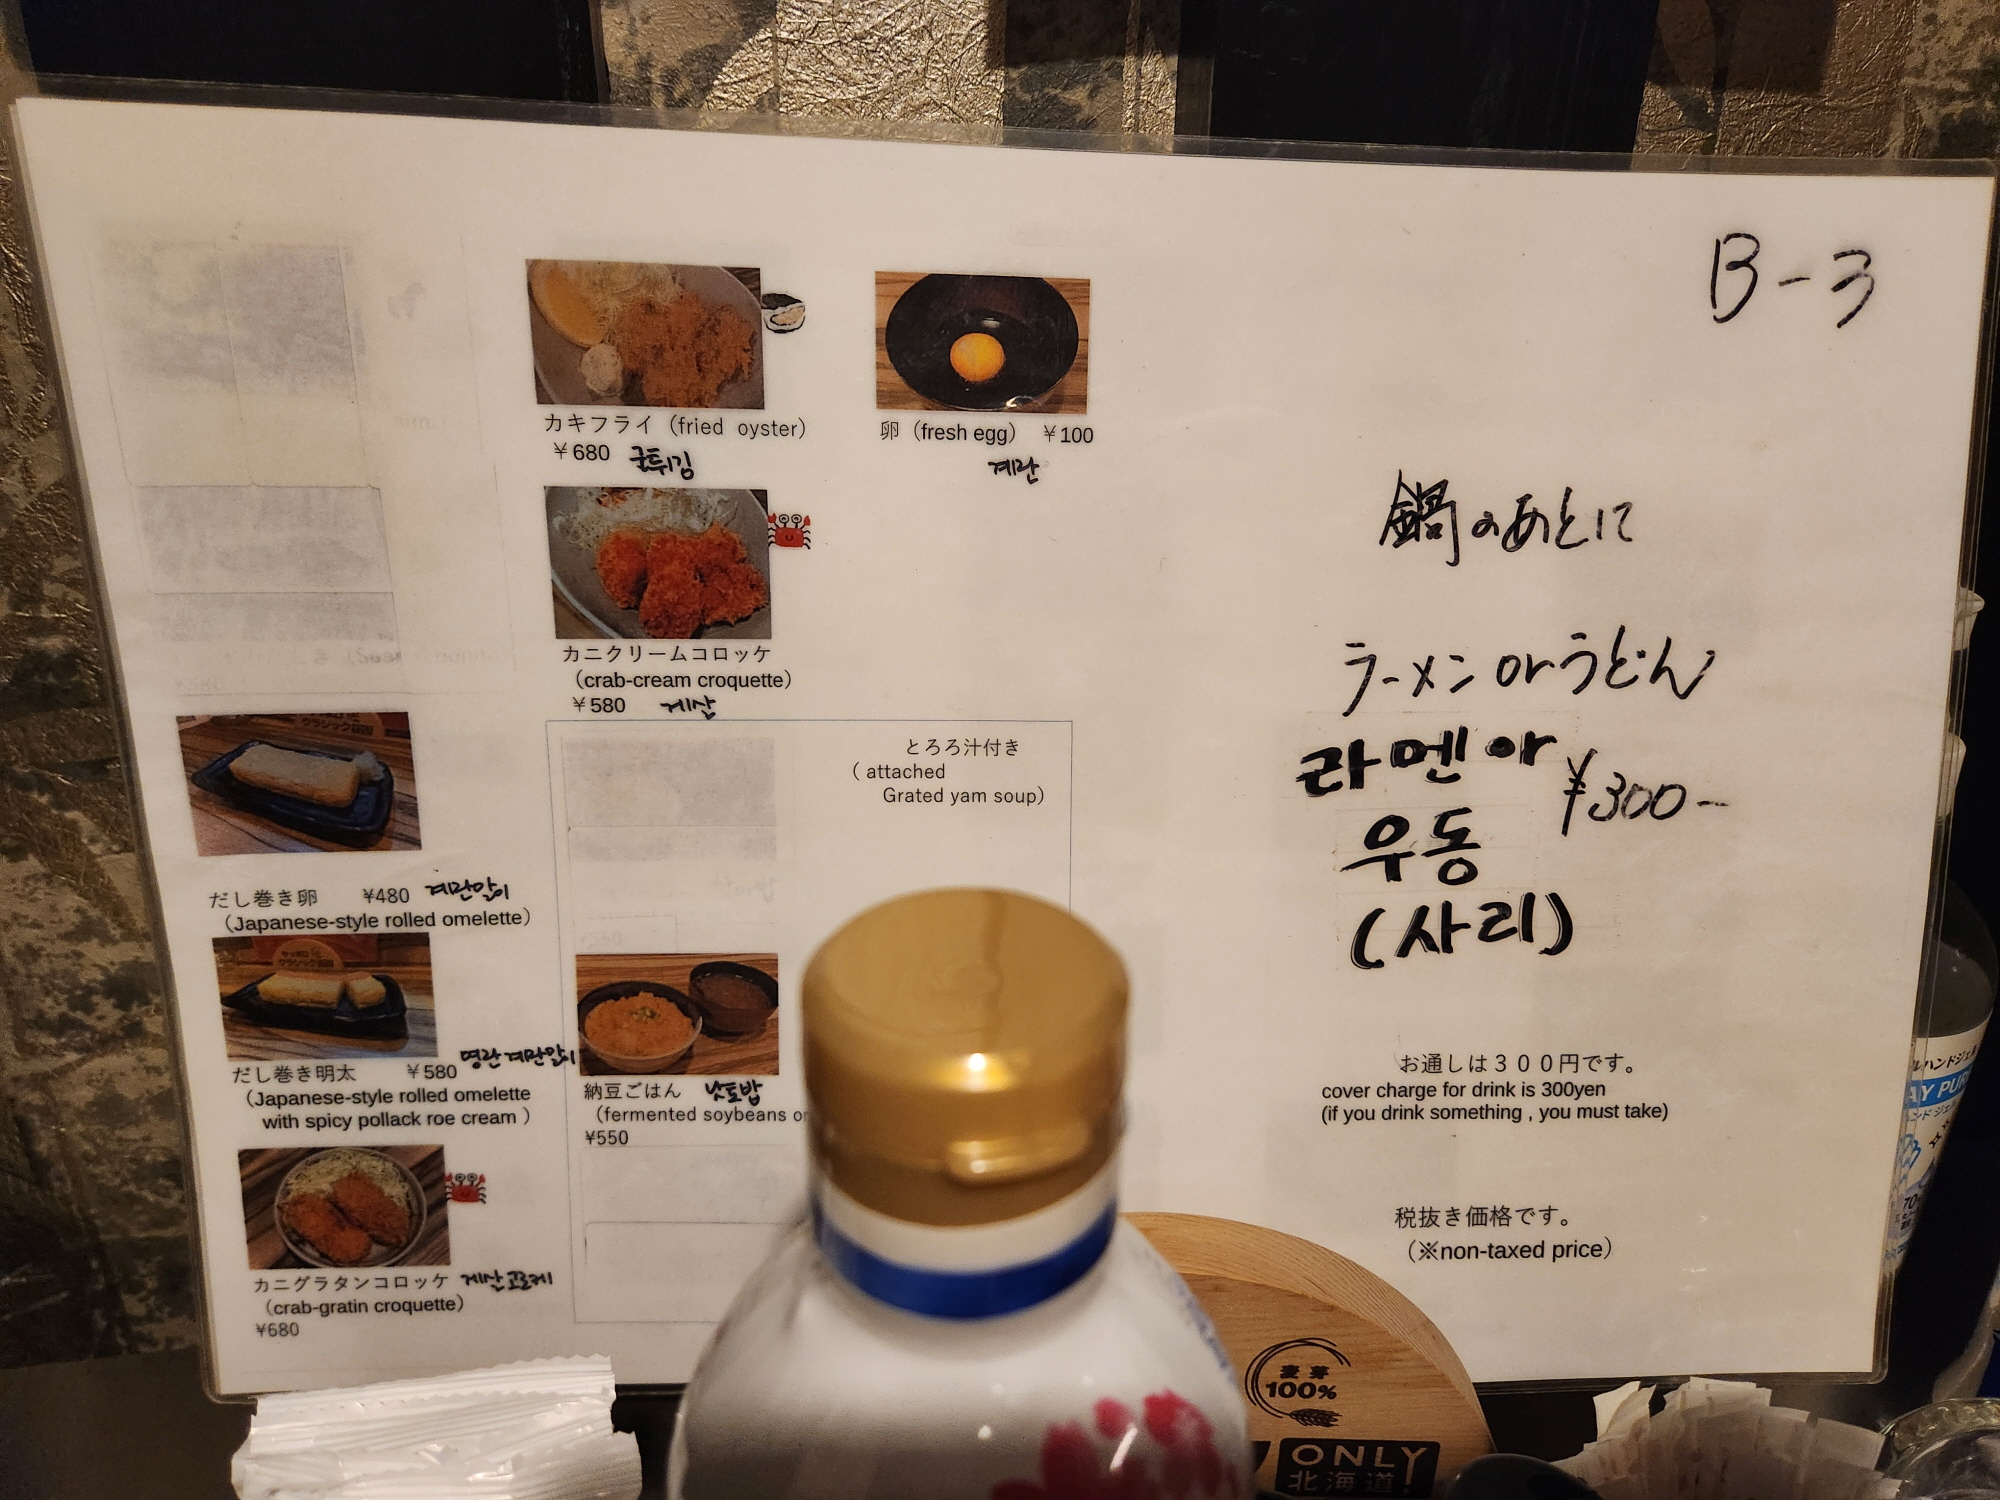 B-3
カキフライ（fried oyster）
￥680 굴튀김
卵（fresh egg） ￥100
계란
カニクリームコロッケ
（crab-cream croquette）
￥580 게산
だし巻き卵 ¥480 계란말이
（Japanese-style rolled omelette）
だし巻き明太 ￥580 명란계란말이
（Japanese-style rolled omelette
with spicy pollack roe cream ）
カニグラタンコロッケ 게산고로케
（crab-gratin croquette）
¥680
とろろ汁付き
( attached
Grated yam soup)
納豆ごはん 낫토밥
（fermented soybeans
¥550
鍋のあとに
ラーメン or うどん
라멘 아
¥300-
우동
(사리)
お通しは３００円です。
cover charge for drink is 300yen
(if you drink something , you must take)
税抜き価格です。
（※non-taxed price）
麦芽
100%
ONLY
北海道!